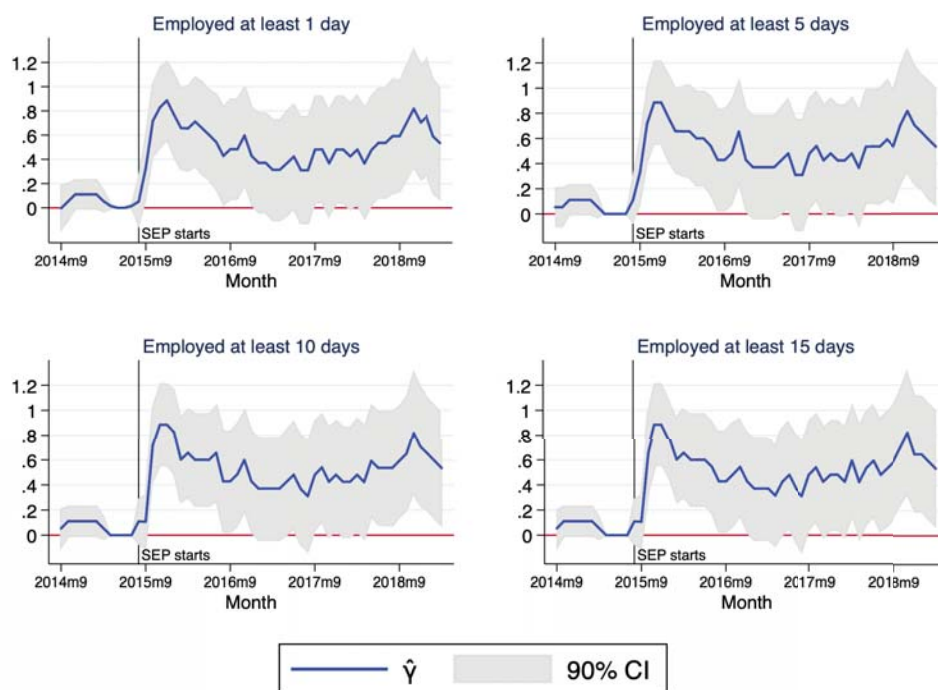 Employed at least 1 day
1.2
1
.8
.6
.4
.2
0
SEP starts
2014m9 2015m9 2016m9 2017m9 2018m9
Month
Employed at least 5 days
1.2
1
.8
.6
.4
.2
0
SEP starts
2014m9 2015m9 2016m9 2017m9 2018m9
Month
Employed at least 10 days
1.2
1
.8
.6
.4
.2
0
SEP starts
2014m9 2015m9 2016m9 2017m9 2018m9
Month
Employed at least 15 days
1.2
1
.8
.6
.4
.2
0
SEP starts
2014m9 2015m9 2016m9 2017m9 2018m9
Month
γ̂ 90% CI